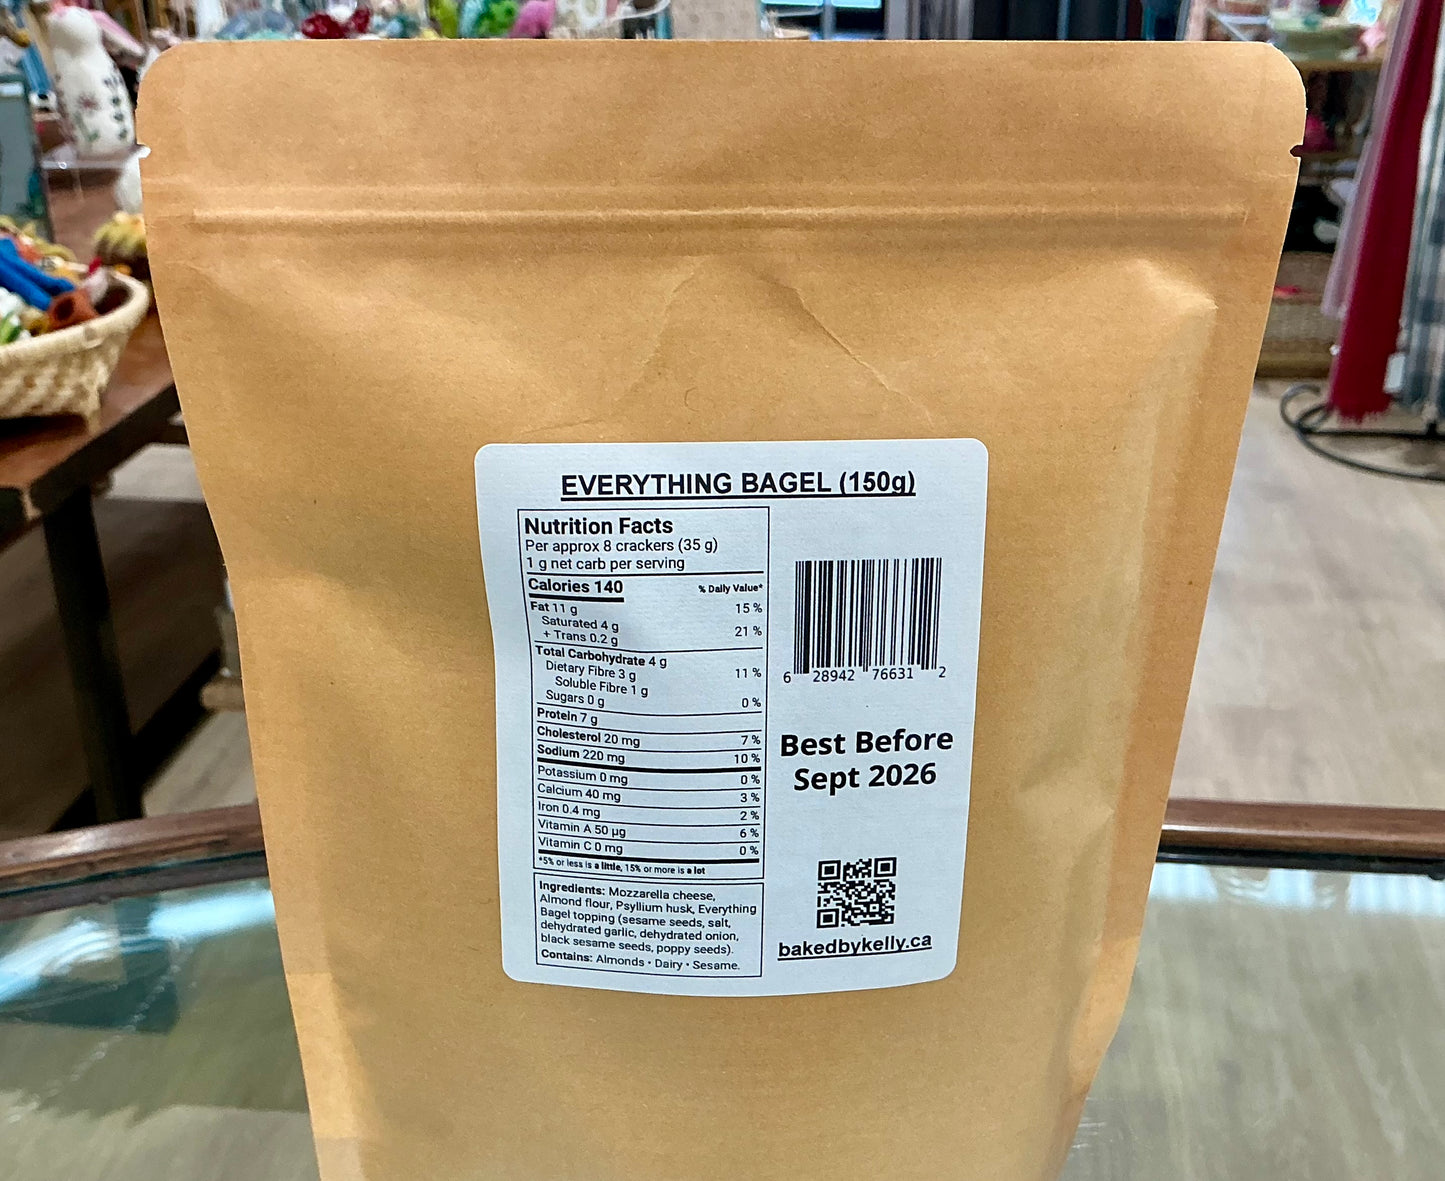 EVERYTHING BAGEL (150g)
Nutrition Facts
Per approx 8 crackers (35 g)
1 g net carb per serving
Calories 140 % Daily Value*
Fat 11 g 15 %
Saturated 4 g
+ Trans 0.2 g 21 %
Total Carbohydrate 4 g
Dietary Fibre 3 g 11 %
Soluble Fibre 1 g
Sugars 0 g 0 %
Protein 7 g
Cholesterol 20 mg 7 %
Sodium 220 mg 10 %
Potassium 0 mg 0 %
Calcium 40 mg 3 %
Iron 0.4 mg 2 %
Vitamin A 50 µg 6 %
Vitamin C 0 mg 0 %
*5% or less is a little, 15% or more is a lot
Ingredients: Mozzarella cheese,
Almond flour, Psyllium husk, Everything
Bagel topping (sesame seeds, salt,
dehydrated garlic, dehydrated onion,
black sesame seeds, poppy seeds).
Contains: Almonds • Dairy • Sesame.
6 28942 76631 2
Best Before
Sept 2026
bakedbykelly.ca